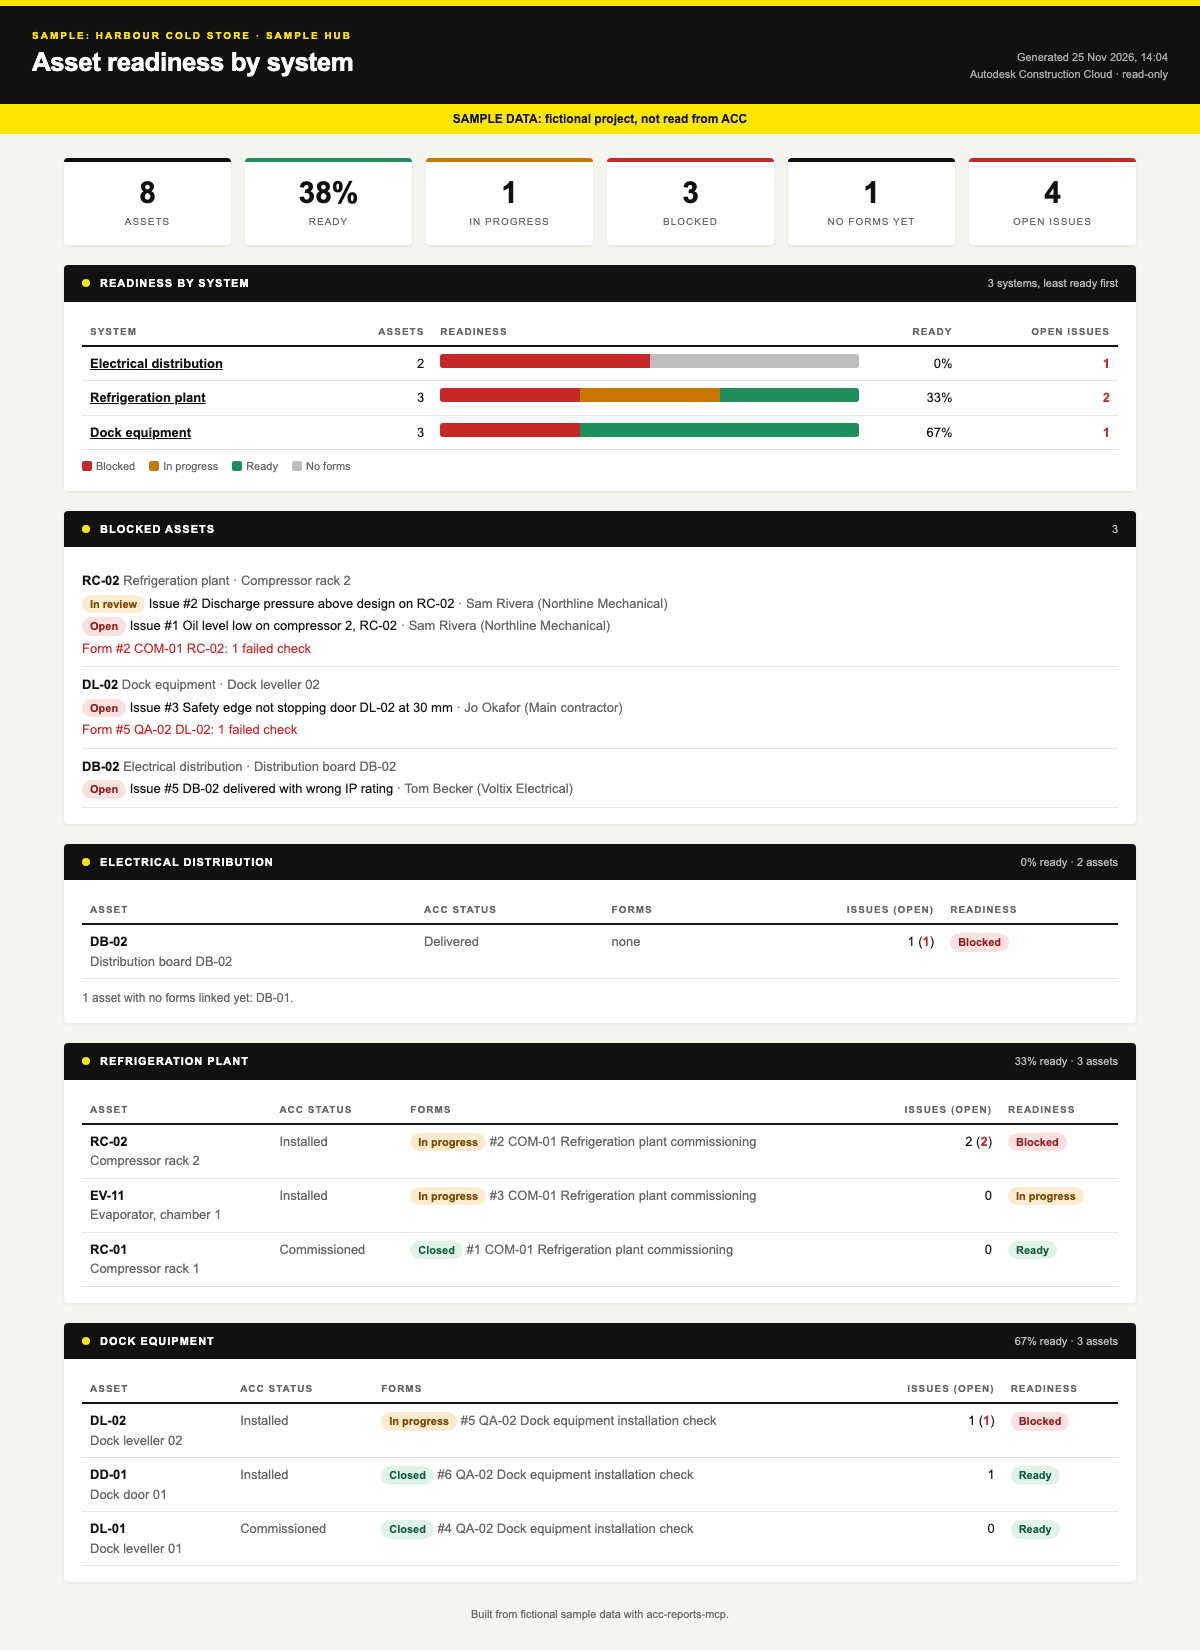 SAMPLE: HARBOUR COLD STORE · SAMPLE HUB
Asset readiness by system
Generated 25 Nov 2026, 14:04
Autodesk Construction Cloud · read-only
SAMPLE DATA: fictional project, not read from ACC
8
ASSETS
38%
READY
1
IN PROGRESS
3
BLOCKED
1
NO FORMS YET
4
OPEN ISSUES
READINESS BY SYSTEM 3 systems, least ready first
SYSTEM ASSETS READINESS READY OPEN ISSUES
Electrical distribution 2 0% 1
Refrigeration plant 3 33% 2
Dock equipment 3 67% 1
Blocked In progress Ready No forms
BLOCKED ASSETS 3
RC-02 Refrigeration plant · Compressor rack 2
In review Issue #2 Discharge pressure above design on RC-02 · Sam Rivera (Northline Mechanical)
Open Issue #1 Oil level low on compressor 2, RC-02 · Sam Rivera (Northline Mechanical)
Form #2 COM-01 RC-02: 1 failed check
DL-02 Dock equipment · Dock leveller 02
Open Issue #3 Safety edge not stopping door DL-02 at 30 mm · Jo Okafor (Main contractor)
Form #5 QA-02 DL-02: 1 failed check
DB-02 Electrical distribution · Distribution board DB-02
Open Issue #5 DB-02 delivered with wrong IP rating · Tom Becker (Voltix Electrical)
ELECTRICAL DISTRIBUTION 0% ready · 2 assets
ASSET ACC STATUS FORMS ISSUES (OPEN) READINESS
DB-02 Delivered none 1 (1) Blocked
Distribution board DB-02
1 asset with no forms linked yet: DB-01.
REFRIGERATION PLANT 33% ready · 3 assets
ASSET ACC STATUS FORMS ISSUES (OPEN) READINESS
RC-02 Installed In progress #2 COM-01 Refrigeration plant commissioning 2 (2) Blocked
Compressor rack 2
EV-11 Installed In progress #3 COM-01 Refrigeration plant commissioning 0 In progress
Evaporator, chamber 1
RC-01 Commissioned Closed #1 COM-01 Refrigeration plant commissioning 0 Ready
Compressor rack 1
DOCK EQUIPMENT 67% ready · 3 assets
ASSET ACC STATUS FORMS ISSUES (OPEN) READINESS
DL-02 Installed In progress #5 QA-02 Dock equipment installation check 1 (1) Blocked
Dock leveller 02
DD-01 Installed Closed #6 QA-02 Dock equipment installation check 1 Ready
Dock door 01
DL-01 Commissioned Closed #4 QA-02 Dock equipment installation check 0 Ready
Dock leveller 01
Built from fictional sample data with acc-reports-mcp.